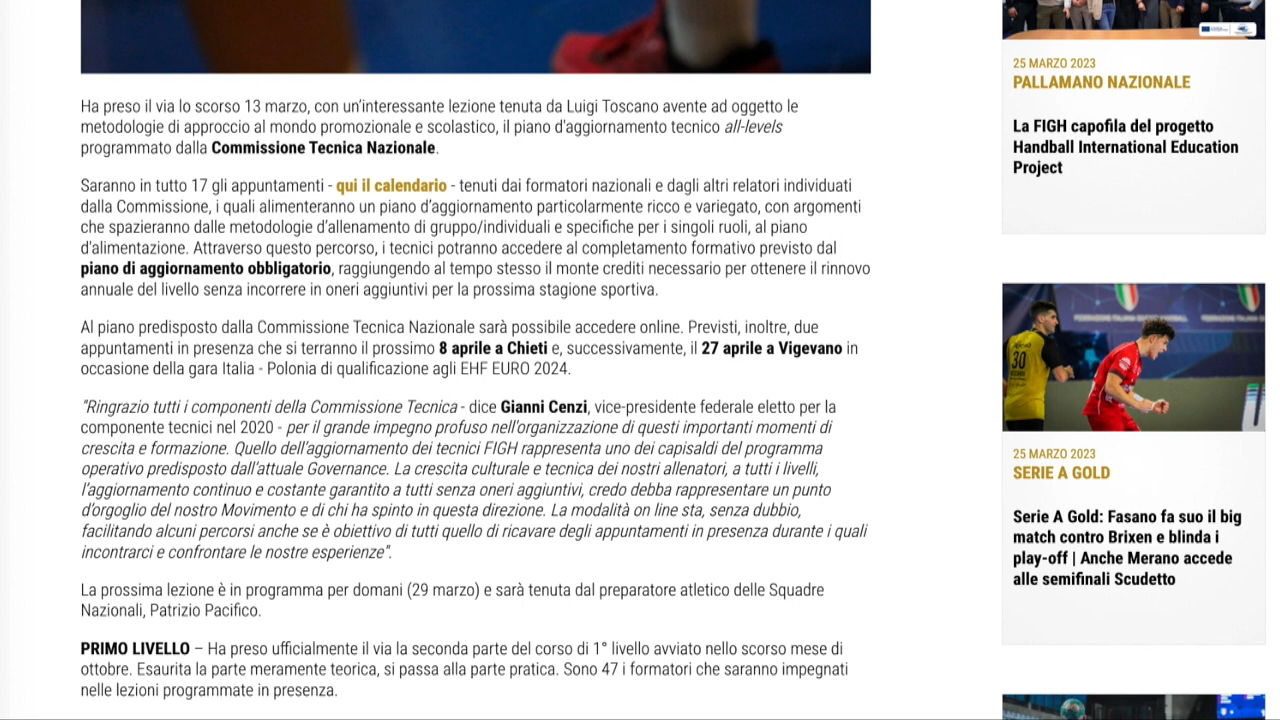 Ha preso il via lo scorso 13 marzo, con un'interessante lezione tenuta da Luigi Toscano avente ad oggetto le
metodologie di approccio al mondo promozionale e scolastico, il piano d'aggiornamento tecnico all-levels
programmato dalla Commissione Tecnica Nazionale.
Saranno in tutto 17 gli appuntamenti - qui il calendario - tenuti dai formatori nazionali e dagli altri relatori individuati
dalla Commissione, i quali alimenteranno un piano d'aggiornamento particolarmente ricco e variegato, con argomenti
che spazieranno dalle metodologie d'allenamento di gruppo/individuali e specifiche per i singoli ruoli, al piano
d'alimentazione. Attraverso questo percorso, i tecnici potranno accedere al completamento formativo previsto dal
piano di aggiornamento obbligatorio, raggiungendo al tempo stesso il monte crediti necessario per ottenere il rinnovo
annuale del livello senza incorrere in oneri aggiuntivi per la prossima stagione sportiva.
Al piano predisposto dalla Commissione Tecnica Nazionale sarà possibile accedere online. Previsti, inoltre, due
appuntamenti in presenza che si terranno il prossimo 8 aprile a Chieti e, successivamente, il 27 aprile a Vigevano in
occasione della gara Italia - Polonia di qualificazione agli EHF EURO 2024.
"Ringrazio tutti i componenti della Commissione Tecnica - dice Gianni Cenzi, vice-presidente federale eletto per la
componente tecnici nel 2020 - per il grande impegno profuso nell'organizzazione di questi importanti momenti di
crescita e formazione. Quello dell'aggiornamento dei tecnici FIGH rappresenta uno dei capisaldi del programma
operativo predisposto dall'attuale Governance. La crescita culturale e tecnica dei nostri allenatori, a tutti i livelli,
l'aggiornamento continuo e costante garantito a tutti senza oneri aggiuntivi, credo debba rappresentare un punto
d'orgoglio del nostro Movimento e di chi ha spinto in questa direzione. La modalità on line sta, senza dubbio,
facilitando alcuni percorsi anche se è obiettivo di tutti quello di ricavare degli appuntamenti in presenza durante i quali
incontrarci e confrontare le nostre esperienze".
La prossima lezione è in programma per domani (29 marzo) e sarà tenuta dal preparatore atletico delle Squadre
Nazionali, Patrizio Pacifico.
PRIMO LIVELLO – Ha preso ufficialmente il via la seconda parte del corso di 1° livello avviato nello scorso mese di
ottobre. Esaurita la parte meramente teorica, si passa alla parte pratica. Sono 47 i formatori che saranno impegnati
nelle lezioni programmate in presenza.
25 MARZO 2023
PALLAMANO NAZIONALE
La FIGH capofila del progetto
Handball International Education
Project
30
25 MARZO 2023
SERIE A GOLD
Serie A Gold: Fasano fa suo il big
match contro Brixen e blinda i
play-off | Anche Merano accede
alle semifinali Scudetto